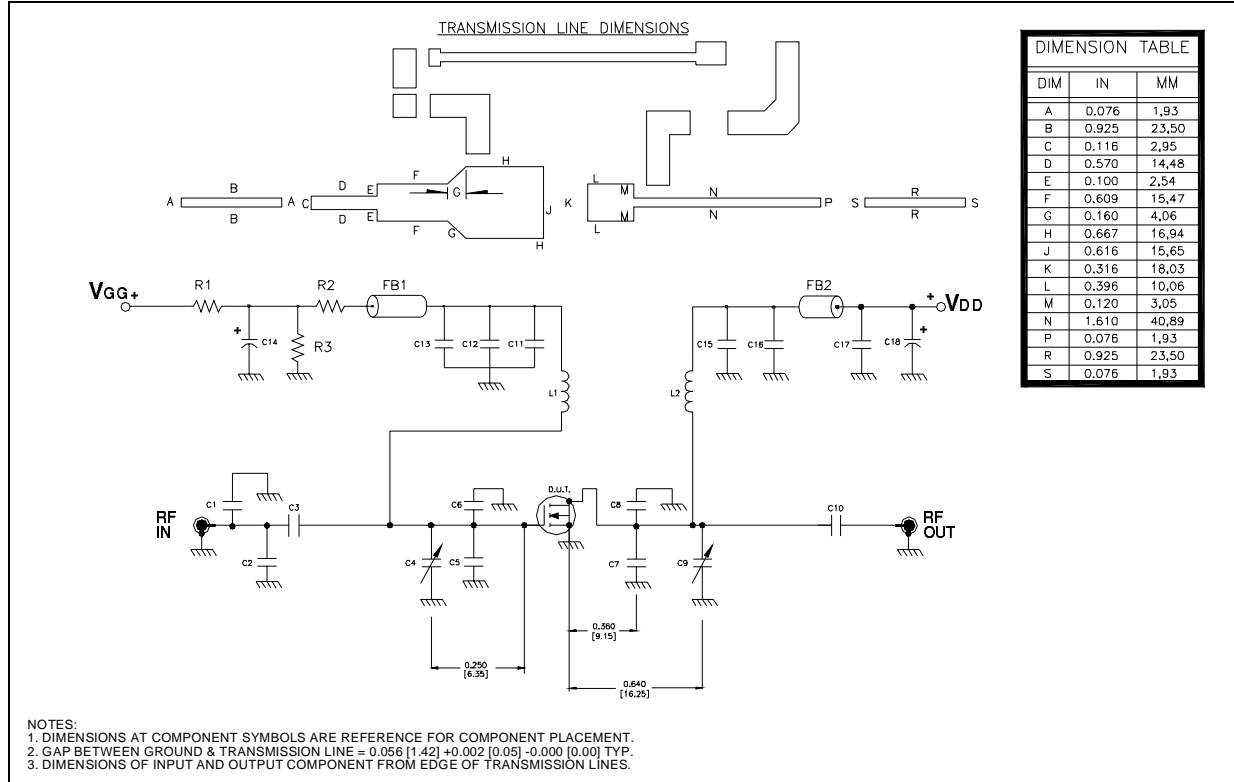 TRANSMISSION LINE DIMENSIONS
DIMENSION TABLE
DIM IN MM
A 0.076 1,93
B 0.925 23,50
C 0.116 2,95
D 0.570 14,48
E 0.100 2,54
F 0.609 15,47
G 0.160 4,06
H 0.667 16,94
J 0.616 15,65
K 0.316 18,03
L 0.396 10,06
M 0.120 3,05
N 1.610 40,89
P 0.076 1,93
R 0.925 23,50
S 0.076 1,93
A B A C D E F G H J K L M N P S R S
B D E F G H L M N R
VGG+ R1 R2 FB1 FB2 + VDD
+ C14 R3 C13 C12 C11 C15 C16 C17 C18 +
L1 L2
RF IN C1 C2 C3 C4 C5 C6 D.U.T. C7 C8 C9 C10 RF OUT
0.360
[9.15]
0.250
[6.35]
0.640
[16.25]
NOTES:
1. DIMENSIONS AT COMPONENT SYMBOLS ARE REFERENCE FOR COMPONENT PLACEMENT.
2. GAP BETWEEN GROUND & TRANSMISSION LINE = 0.056 [1.42] +0.002 [0.05] -0.000 [0.00] TYP.
3. DIMENSIONS OF INPUT AND OUTPUT COMPONENT FROM EDGE OF TRANSMISSION LINES.